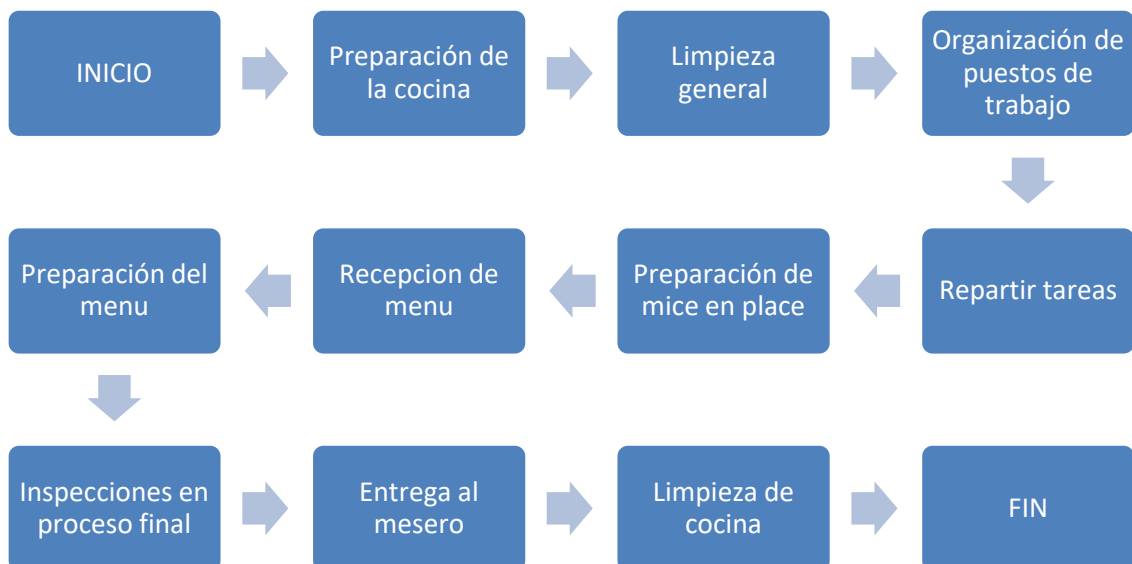 INICIO
Preparación de
la cocina
Limpieza
general
Organización de
puestos de
trabajo
Repartir tareas
Preparación de
mice en place
Recepcion de
menu
Preparación del
menu
Inspecciones en
proceso final
Entrega al
mesero
Limpieza de
cocina
FIN